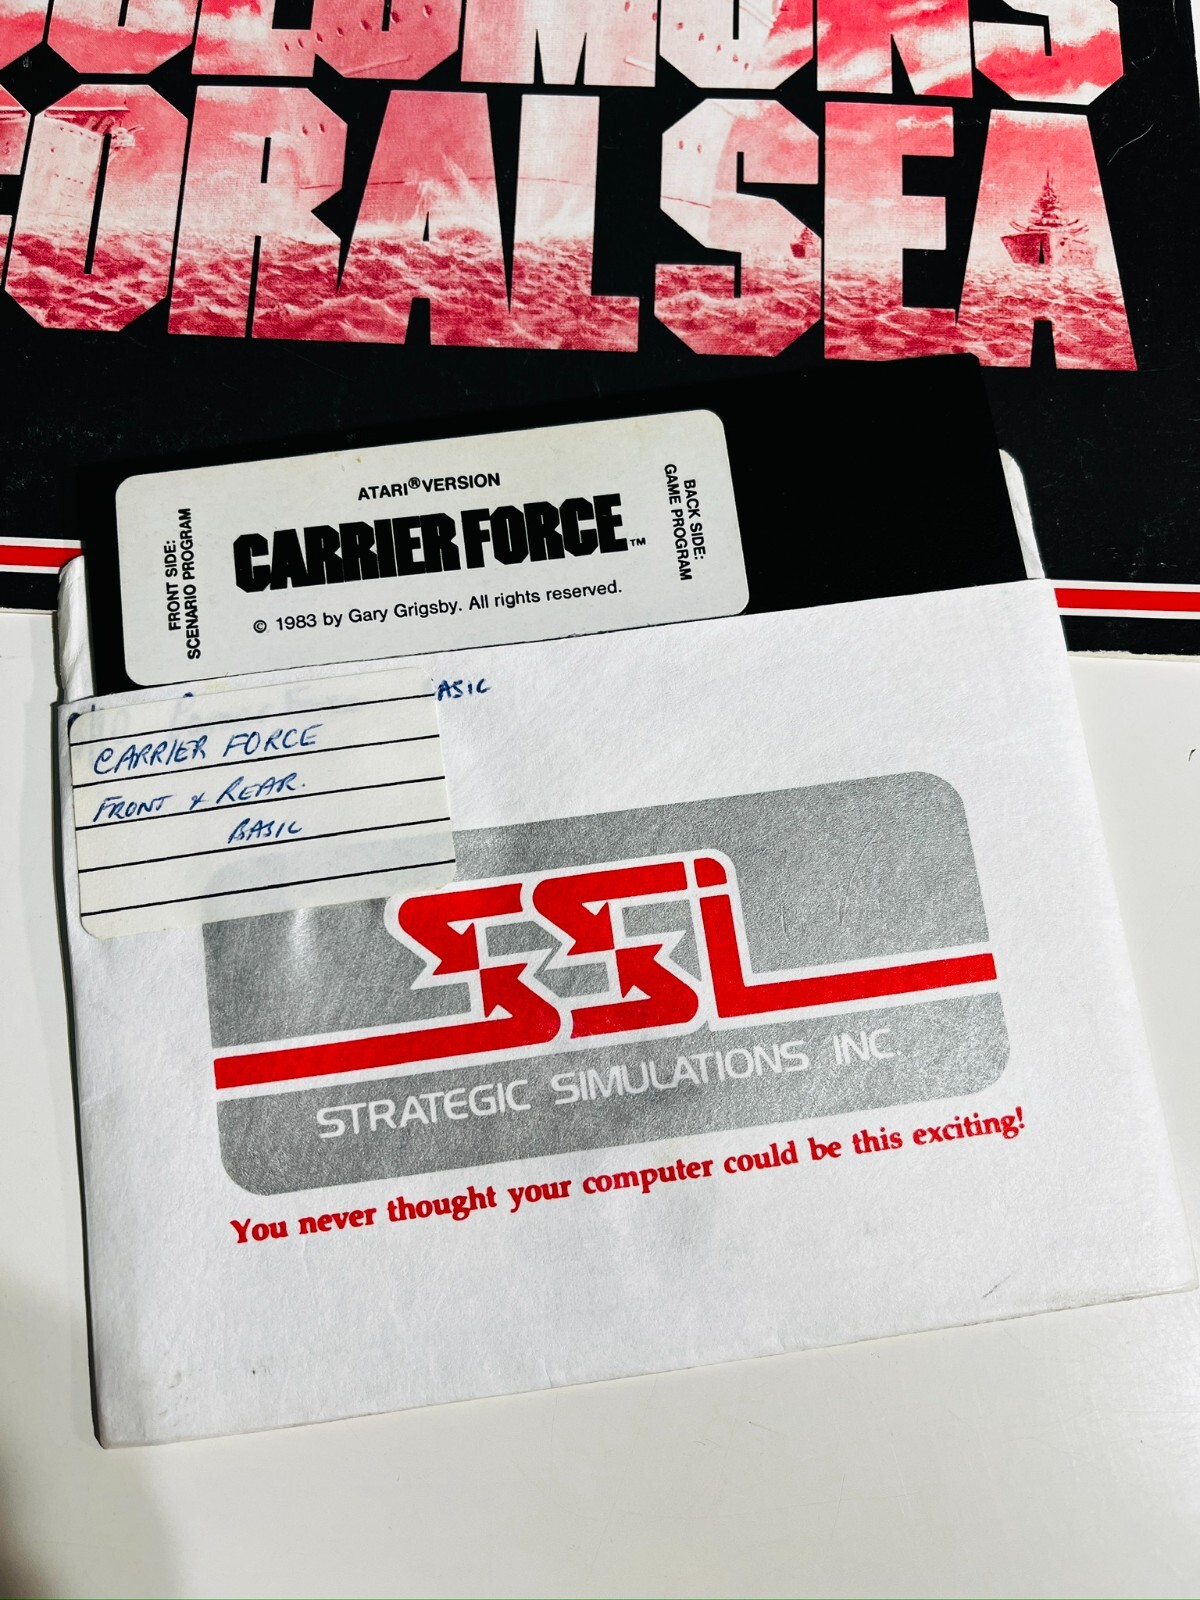 SOLOMONS
CORAL SEA
ATARI® VERSION
CARRIER FORCE™
© 1983 by Gary Grigsby. All rights reserved.
FRONT SIDE:
SCENARIO PROGRAM
BACK SIDE:
GAME PROGRAM
ASIC
CARRIER FORCE
FRONT & REAR.
BASIC
SSI
STRATEGIC SIMULATIONS INC.
You never thought your computer could be this exciting!